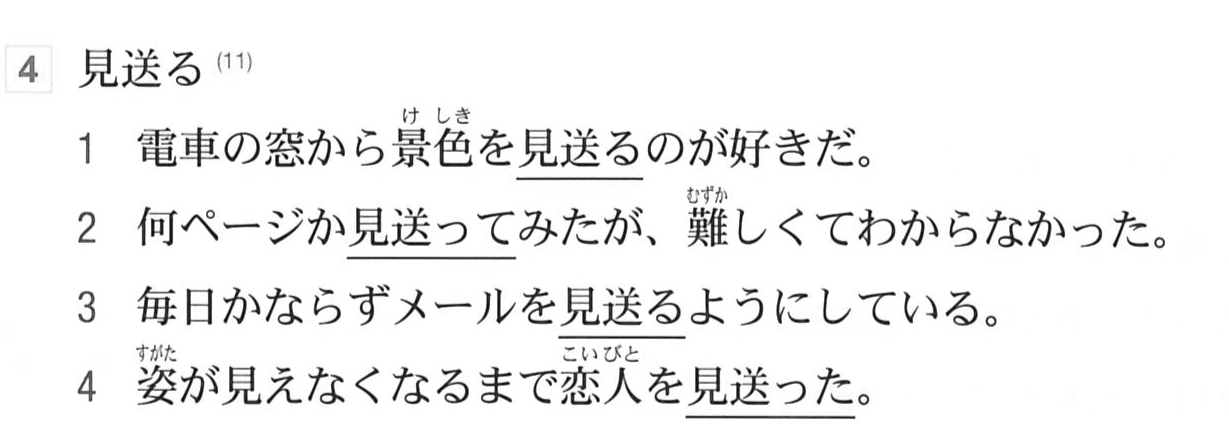 4 見送る (11)
けしき
1 電車の窓から景色を見送るのが好きだ。
むずか
2 何ページか見送ってみたが、難しくてわからなかった。
3 毎日かならずメールを見送るようにしている。
すがた こいびと
4 姿が見えなくなるまで恋人を見送った。